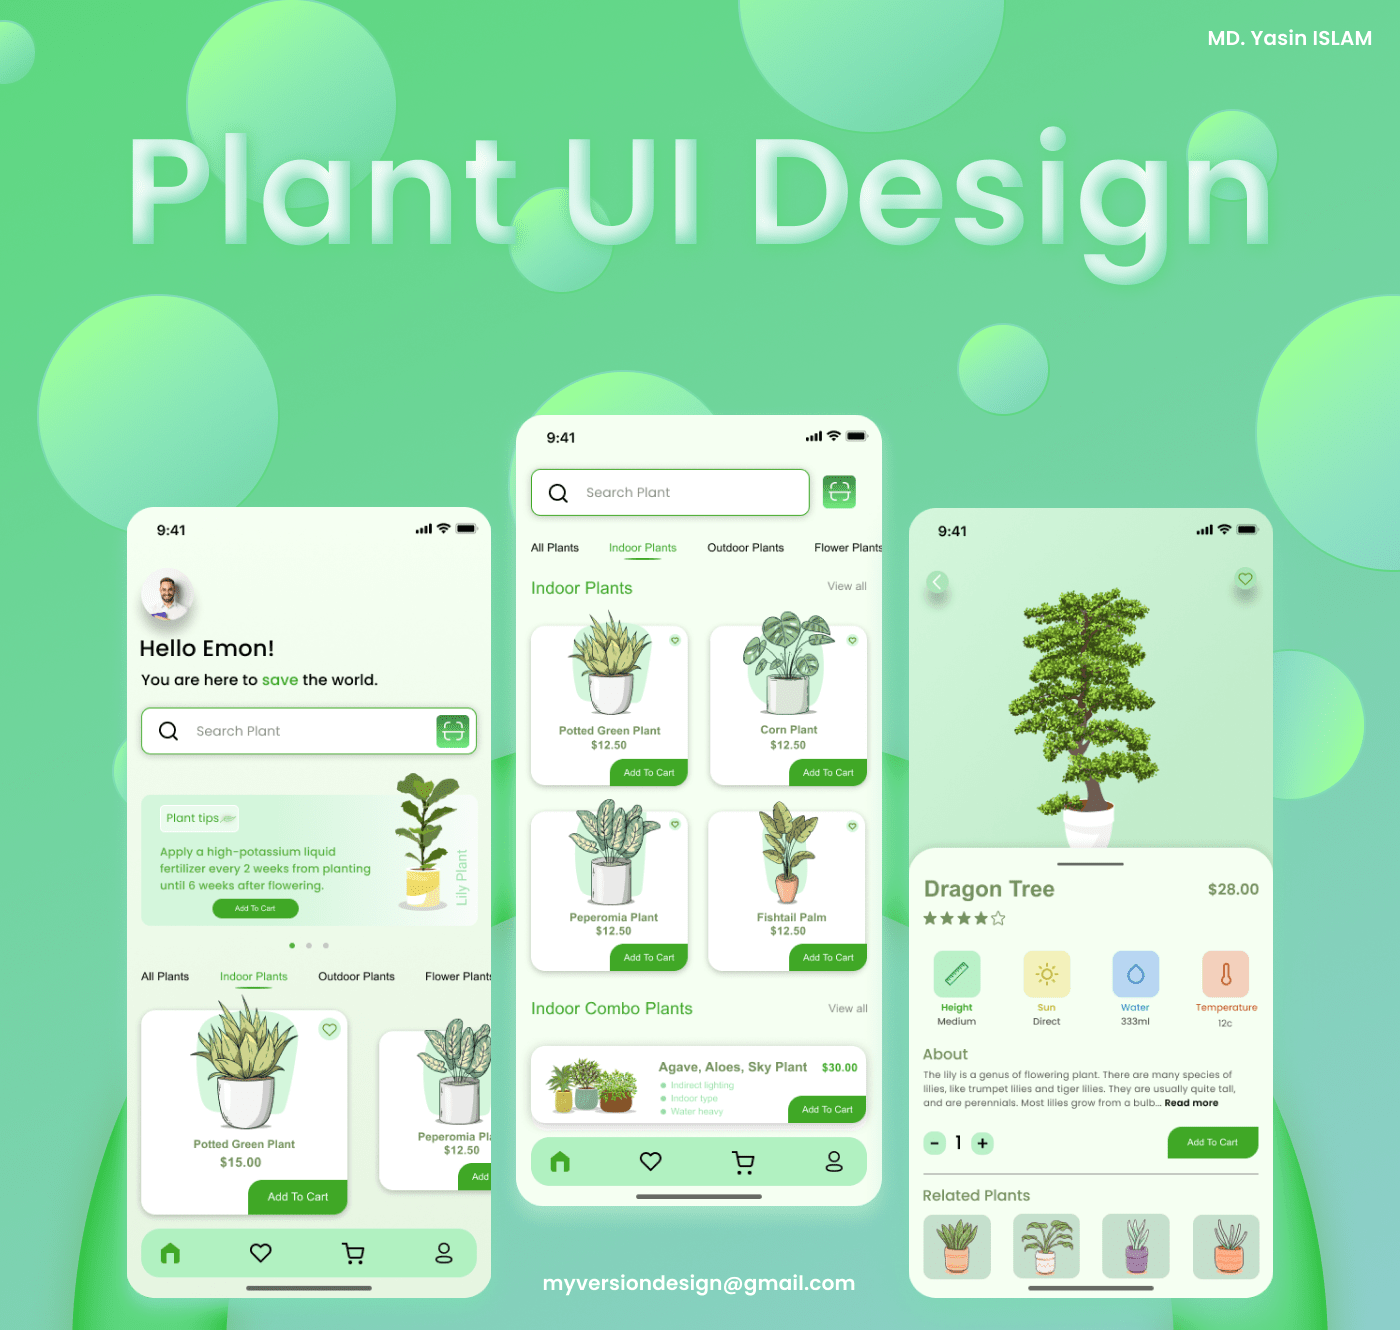 MD. Yasin ISLAM
Plant UI Design
9:41
Hello Emon!
You are here to save the world.
Search Plant
Plant tips
Apply a high-potassium liquid
fertilizer every 2 weeks from planting
until 6 weeks after flowering.
Add To Cart
Lily Plant
All Plants Indoor Plants Outdoor Plants Flower Plants
Potted Green Plant
$15.00
Add To Cart
Peperomia Pla
$12.50
Add
9:41
Search Plant
All Plants Indoor Plants Outdoor Plants Flower Plants
Indoor Plants View all
Potted Green Plant
$12.50
Add To Cart
Corn Plant
$12.50
Add To Cart
Peperomia Plant
$12.50
Add To Cart
Fishtail Palm
$12.50
Add To Cart
Indoor Combo Plants View all
Agave, Aloes, Sky Plant $30.00
Indirect lighting
Indoor type
Water heavy
Add To Cart
9:41
Dragon Tree $28.00
Height Sun Water Temperature
Medium Direct 333ml 12c
About
The lily is a genus of flowering plant. There are many species of
lilies, like trumpet lilies and tiger lilies. They are usually quite tall,
and are perennials. Most lilies grow from a bulb... Read more
- 1 + Add To Cart
Related Plants
myversiondesign@gmail.com